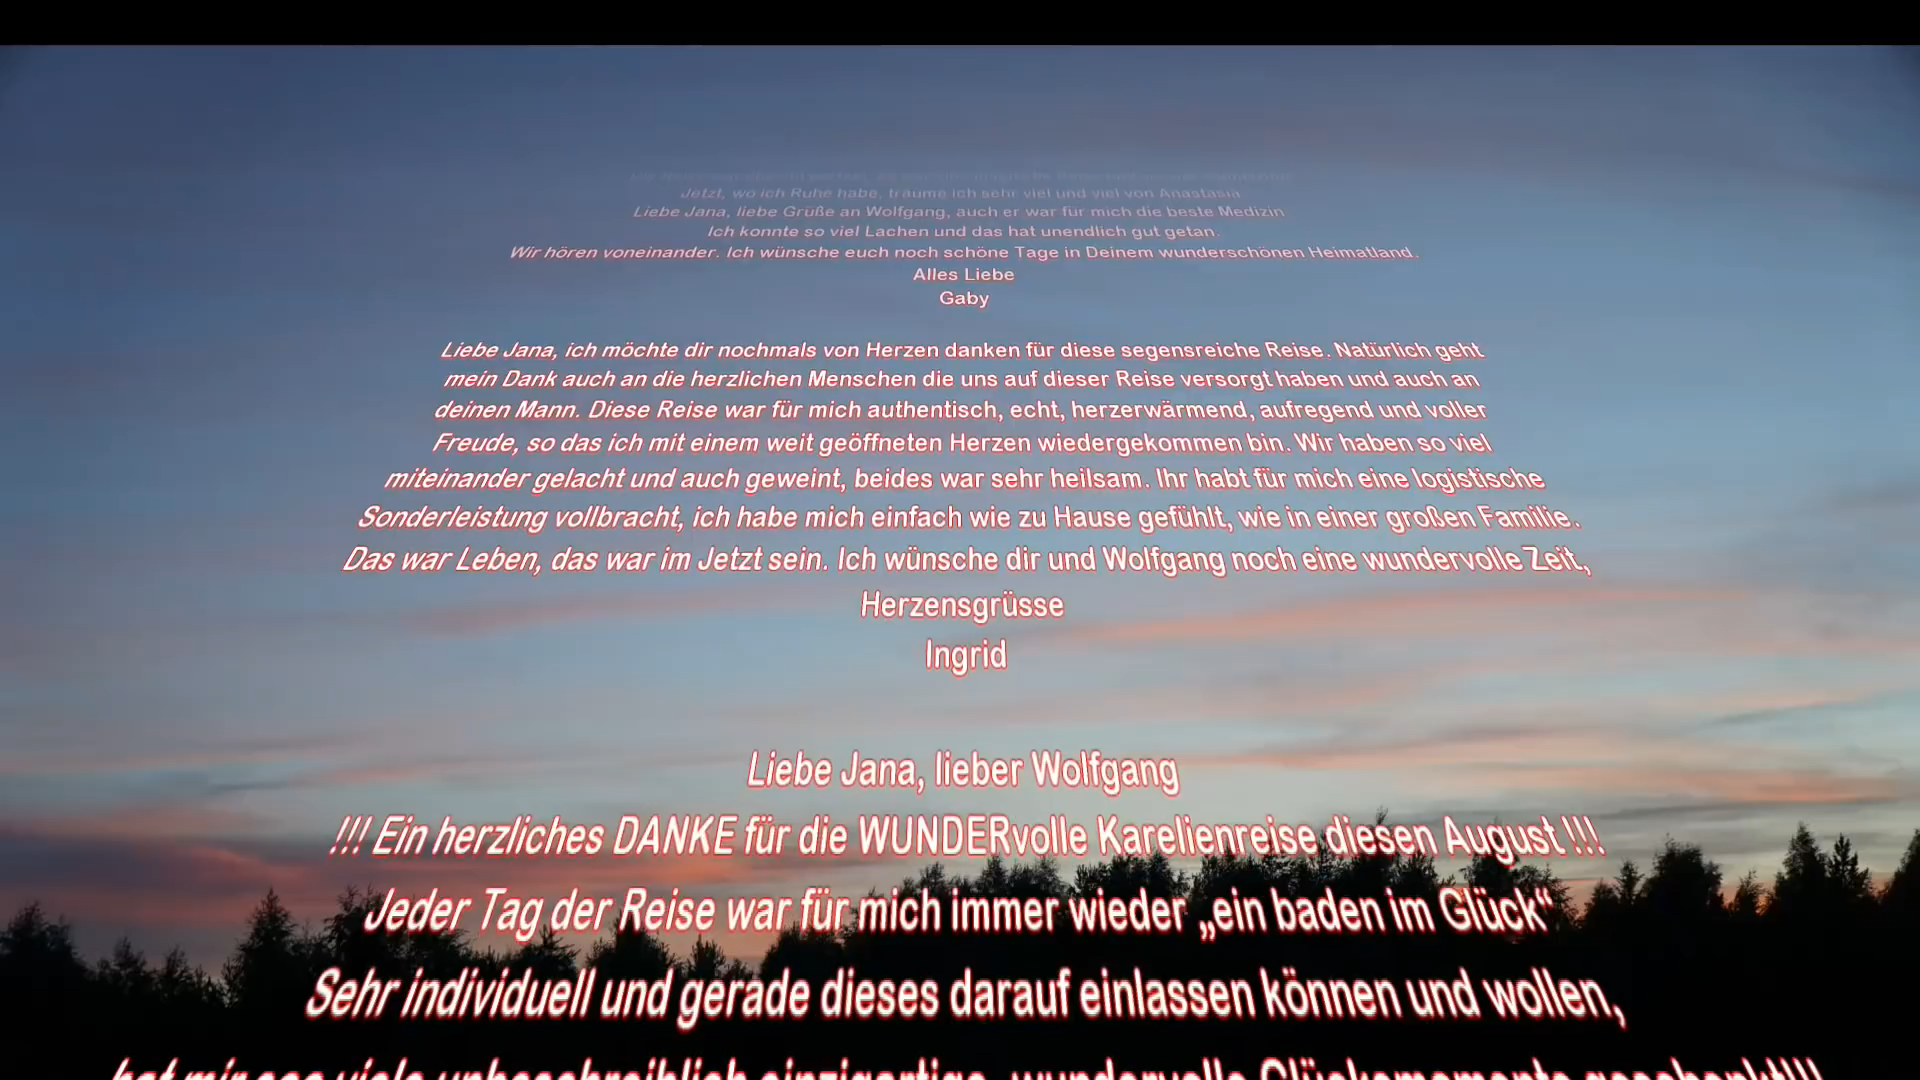 Jetzt, wo ich Ruhe habe, träume ich sehr viel und viel von Anastasia
Liebe Jana, liebe Grüße an Wolfgang, auch er war für mich die beste Medizin
Ich konnte so viel Lachen und das hat unendlich gut getan.
Wir hören voneinander. Ich wünsche euch noch schöne Tage in Deinem wunderschönen Heimatland.
Alles Liebe
Gaby
Liebe Jana, ich möchte dir nochmals von Herzen danken für diese segensreiche Reise. Natürlich geht
mein Dank auch an die herzlichen Menschen die uns auf dieser Reise versorgt haben und auch an
deinen Mann. Diese Reise war für mich authentisch, echt, herzerwärmend, aufregend und voller
Freude, so das ich mit einem weit geöffneten Herzen wiedergekommen bin. Wir haben so viel
miteinander gelacht und auch geweint, beides war sehr heilsam. Ihr habt für mich eine logistische
Sonderleistung vollbracht, ich habe mich einfach wie zu Hause gefühlt, wie in einer großen Familie.
Das war Leben, das war im Jetzt sein. Ich wünsche dir und Wolfgang noch eine wundervolle Zeit,
Herzensgrüsse
Ingrid
Liebe Jana, lieber Wolfgang
!!! Ein herzliches DANKE für die WUNDERvolle Karelienreise diesen August !!!
Jeder Tag der Reise war für mich immer wieder „ein baden im Glück“
Sehr individuell und gerade dieses darauf einlassen können und wollen,
hat mir soo viele unbeschreiblich einzigartige, wundervolle Glücksmomente geschenkt!!!!